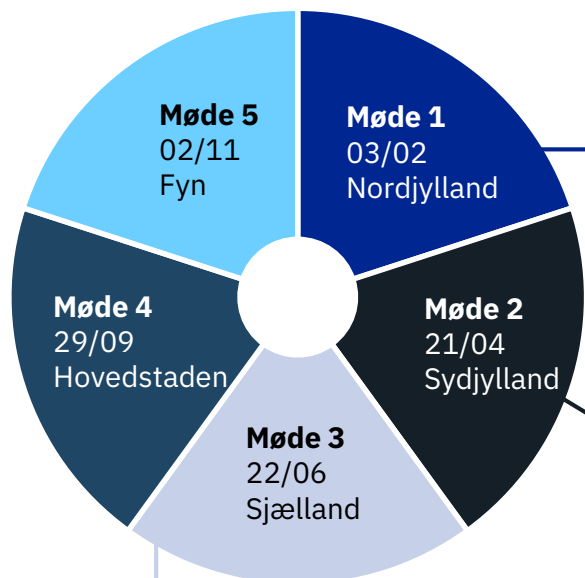 Møde 1
03/02
Nordjylland
Møde 2
21/04
Sydjylland
Møde 3
22/06
Sjælland
Møde 4
29/09
Hovedstaden
Møde 5
02/11
Fyn